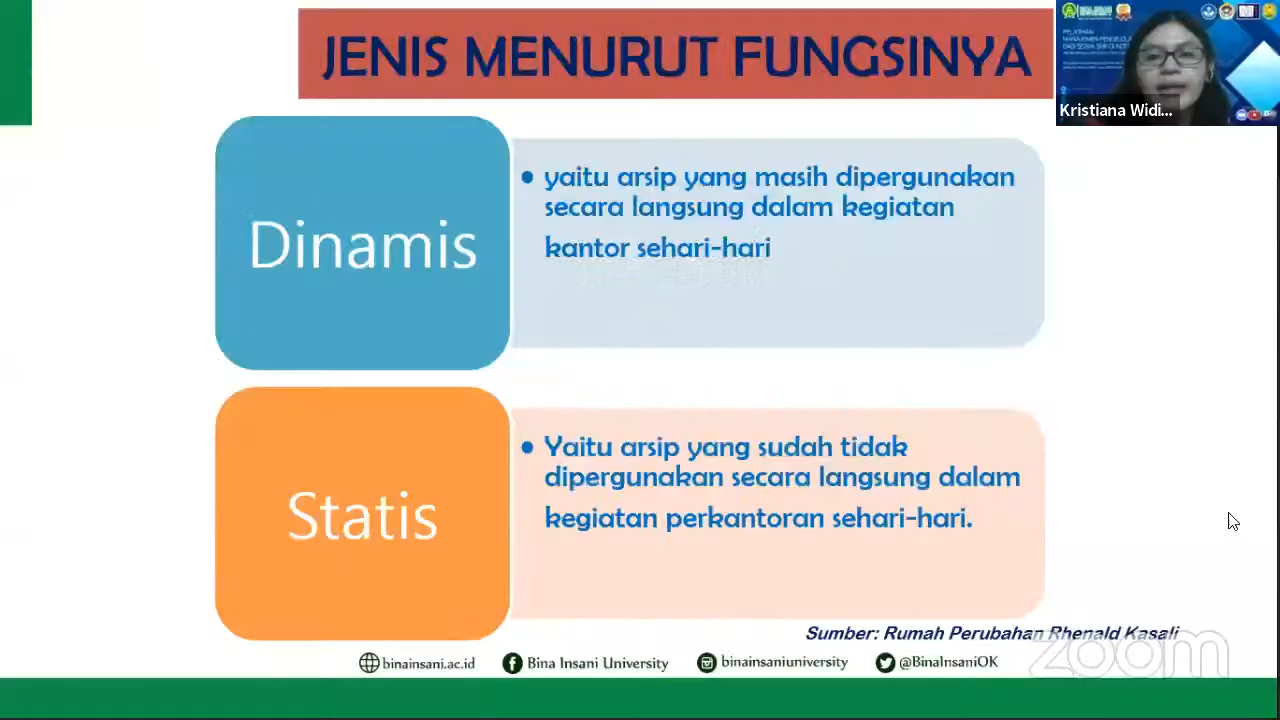 JENIS MENURUT FUNGSINYA
Kristiana Widi...
Dinamis
• yaitu arsip yang masih dipergunakan
secara langsung dalam kegiatan
kantor sehari-hari
Statis
• Yaitu arsip yang sudah tidak
dipergunakan secara langsung dalam
kegiatan perkantoran sehari-hari.
Sumber: Rumah Perubahan Rhenald Kasali
zoom
binainsani.ac.id
Bina Insani University
binainsaniuniversity
@BinaInsaniOK